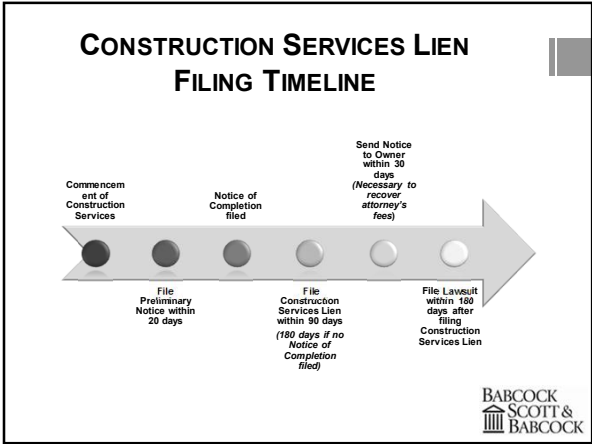 CONSTRUCTION SERVICES LIEN
FILING TIMELINE
Commencem
ent of
Construction
Services
File
Preliminary
Notice within
20 days
Notice of
Completion
filed
File
Construction
Services Lien
within 90 days
(180 days if no
Notice of
Completion
filed)
Send Notice
to Owner
within 30
days
(Necessary to
recover
attorney's
fees)
File Lawsuit
within 180
days after
filing
Construction
Services Lien
BABCOCK
SCOTT &
BABCOCK